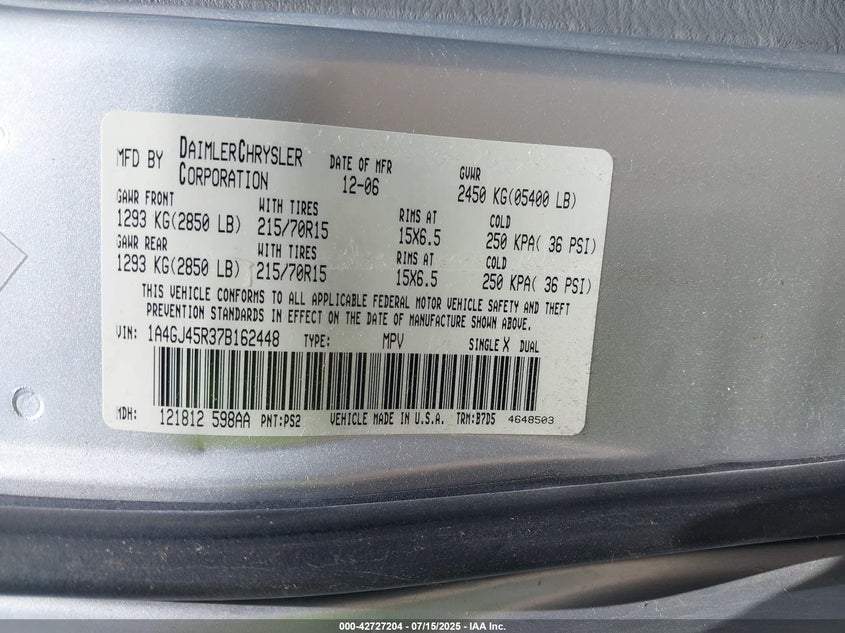 MFD BY DAIMLERCHRYSLER CORPORATION DATE OF MFR 12-06 GVWR 2450 KG(05400 LB)
GAWR FRONT WITH TIRES RIMS AT COLD
1293 KG(2850 LB) 215/70R15 15X6.5 250 KPA( 36 PSI)
GAWR REAR WITH TIRES RIMS AT COLD
1293 KG(2850 LB) 215/70R15 15X6.5 250 KPA( 36 PSI)
THIS VEHICLE CONFORMS TO ALL APPLICABLE FEDERAL MOTOR VEHICLE SAFETY AND THEFT
PREVENTION STANDARDS IN EFFECT ON THE DATE OF MANUFACTURE SHOWN ABOVE.
VIN: 1A4GJ45R37B162448 TYPE: MPV SINGLE X DUAL
MDH: 121812 598AA PNT:PS2 VEHICLE MADE IN U.S.A. TRM:B7D5 4648503
000-42727204 - 07/15/2025 - IAA Inc.